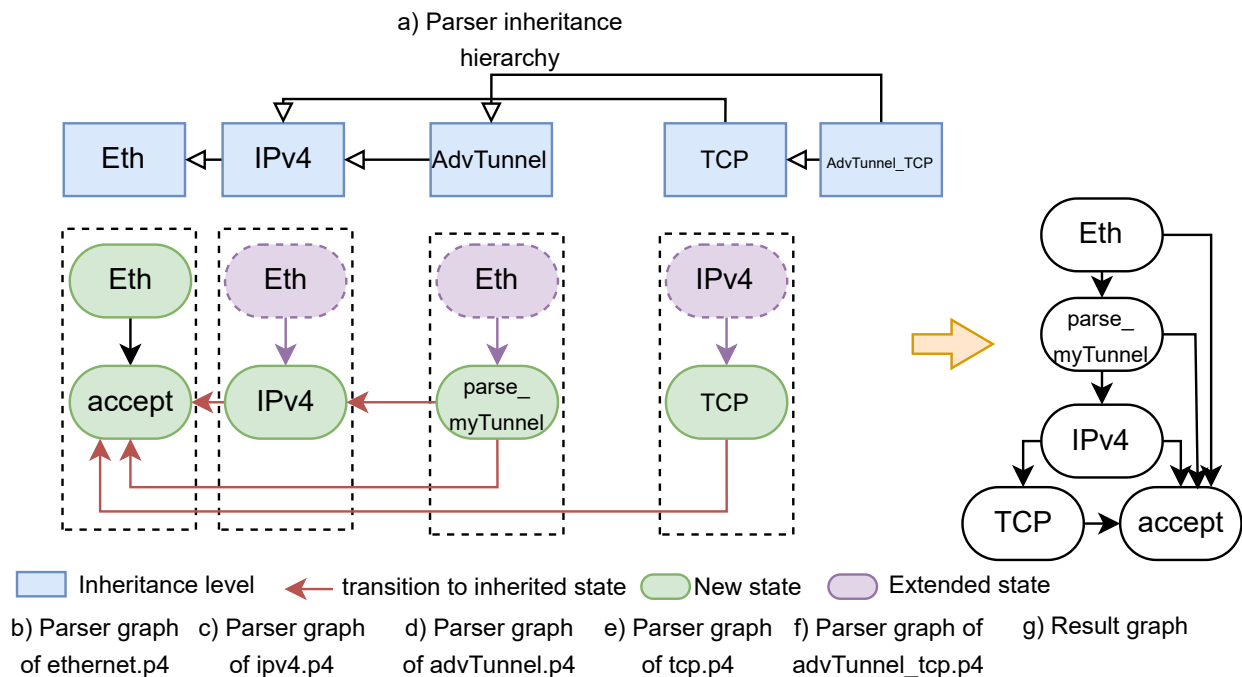 a) Parser inheritance
hierarchy
Eth
IPv4
AdvTunnel
TCP
AdvTunnel_TCP
Eth
Eth
Eth
IPv4
accept
IPv4
parse_
myTunnel
TCP
Eth
parse_
myTunnel
IPv4
TCP
accept
Inheritance level
transition to inherited state
New state
Extended state
b) Parser graph
of ethernet.p4
c) Parser graph
of ipv4.p4
d) Parser graph
of advTunnel.p4
e) Parser graph
of tcp.p4
f) Parser graph of
advTunnel_tcp.p4
g) Result graph